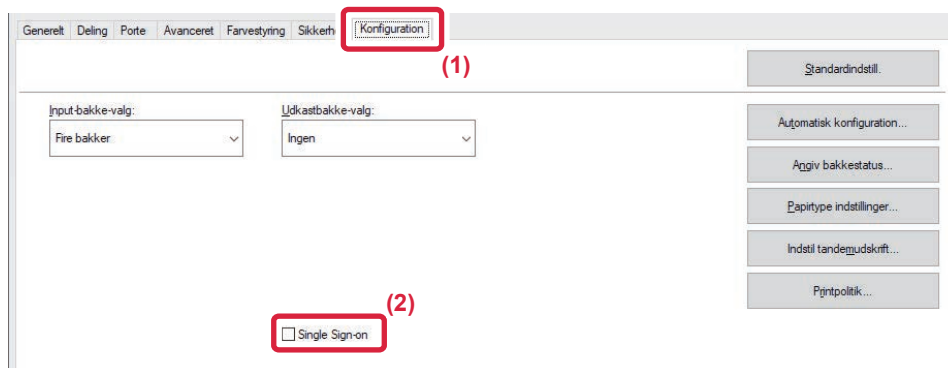 Generelt Deling Porte Avanceret Farvestyring Sikkerh Konfiguration
(1)
Standardindstill.
Input-bakke-valg: Udkastbakke-valg:
Fire bakker Ingen
Automatisk konfiguration...
Angiv bakkestatus...
Papirtype indstillinger...
Indstil tandemudskrift...
Printpolitik...
(2)
Single Sign-on